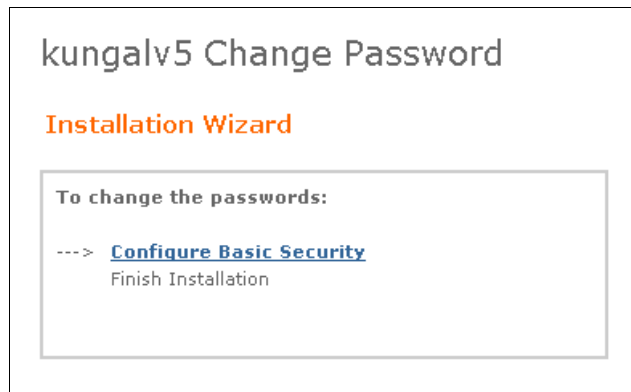 kungalv5 Change Password
Installation Wizard
To change the passwords:
---> Configure Basic Security
Finish Installation